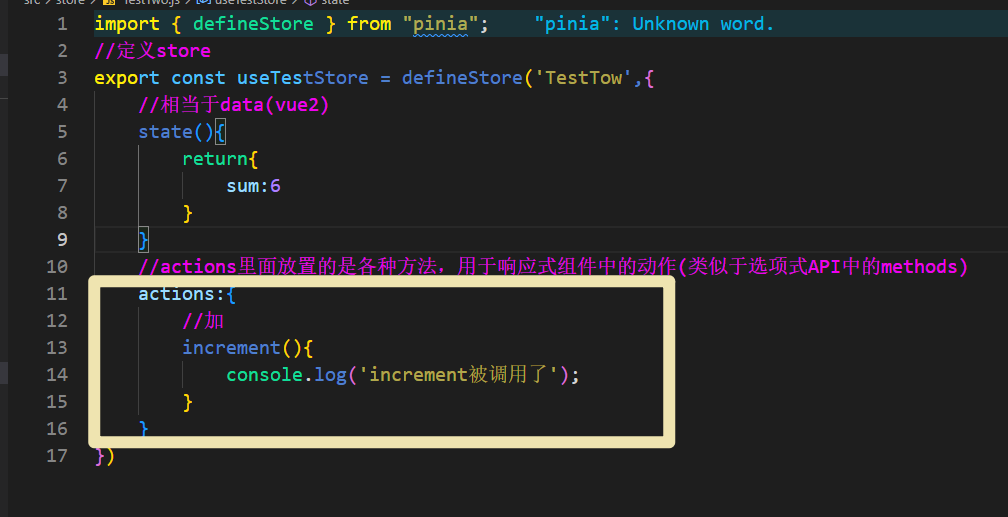 src > store > TestTwo.js > useTestStore > state
1 import { defineStore } from "pinia"; "pinia": Unknown word.
2 //定义store
3 export const useTestStore = defineStore('TestTow',{
4 //相当于data(vue2)
5 state(){
6 return{
7 sum:6
8 }
9 }
10 //actions里面放置的是各种方法，用于响应式组件中的动作(类似于选项式API中的methods)
11 actions:{
12 //加
13 increment(){
14 console.log('increment被调用了');
15 }
16 }
17 })